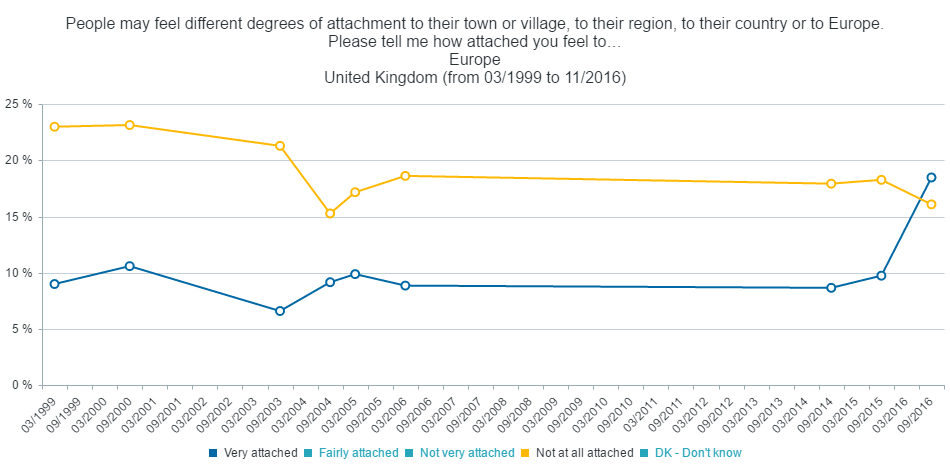 People may feel different degrees of attachment to their town or village, to their region, to their country or to Europe.
Please tell me how attached you feel to…
Europe
United Kingdom (from 03/1999 to 11/2016)
25 %
20 %
15 %
10 %
5 %
0 %
03/1999 09/1999 03/2000 09/2000 03/2001 09/2001 03/2002 09/2002 03/2003 09/2003 03/2004 09/2004 03/2005 09/2005 03/2006 09/2006 03/2007 09/2007 03/2008 09/2008 03/2009 09/2009 03/2010 09/2010 03/2011 09/2011 03/2012 09/2012 03/2013 09/2013 03/2014 09/2014 03/2015 09/2015 03/2016 09/2016
Very attached Fairly attached Not very attached Not at all attached DK - Don't know